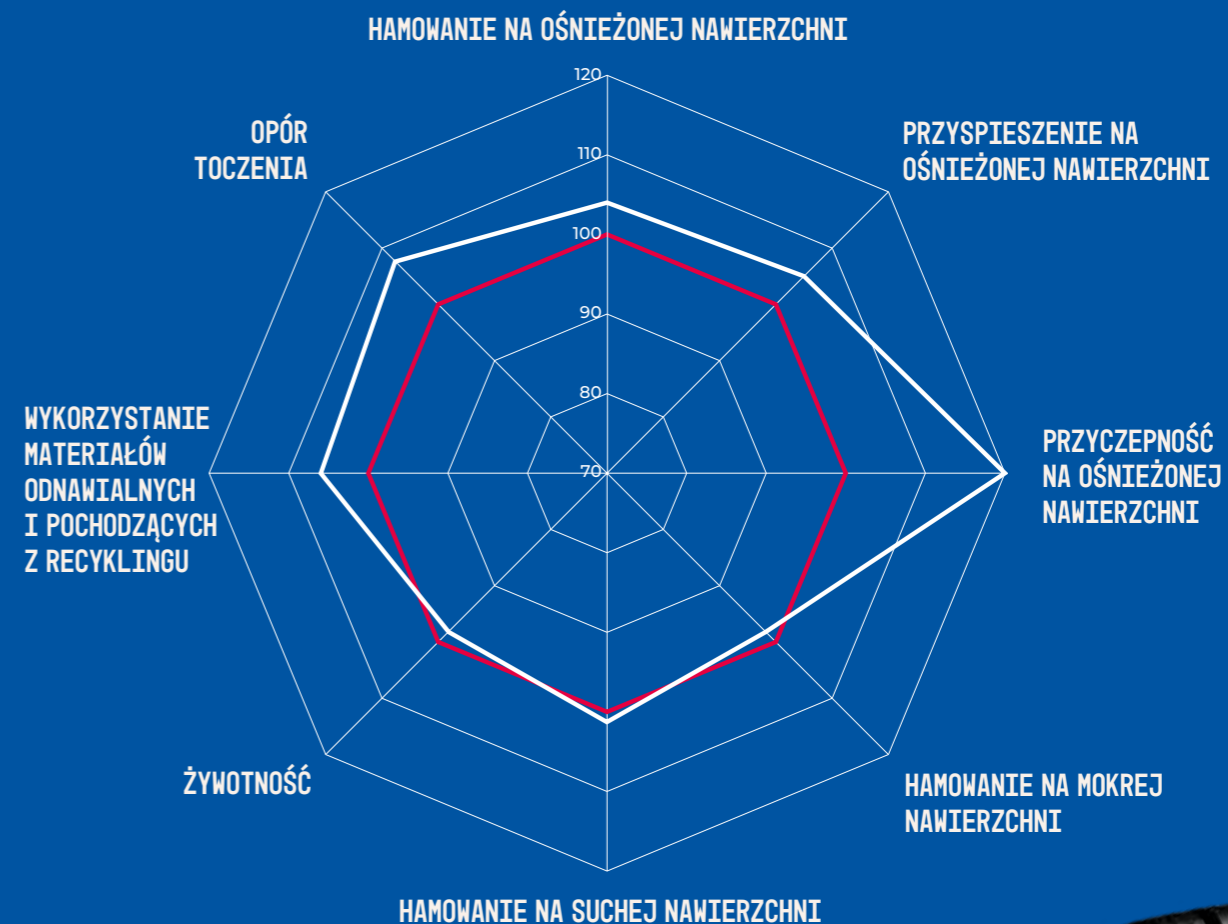 HAMOWANIE NA OŚNIEŻONEJ NAWIERZCHNI
120
OPÓR
TOCZENIA
PRZYSPIESZENIE NA
OŚNIEŻONEJ NAWIERZCHNI
110
100
90
80
70
WYKORZYSTANIE
MATERIAŁÓW
ODNAWIALNYCH
I POCHODZĄCYCH
Z RECYKLINGU
PRZYCZEPNOŚĆ
NA OŚNIEŻONEJ
NAWIERZCHNI
ŻYWOTNOŚĆ
HAMOWANIE NA MOKREJ
NAWIERZCHNI
HAMOWANIE NA SUCHEJ NAWIERZCHNI